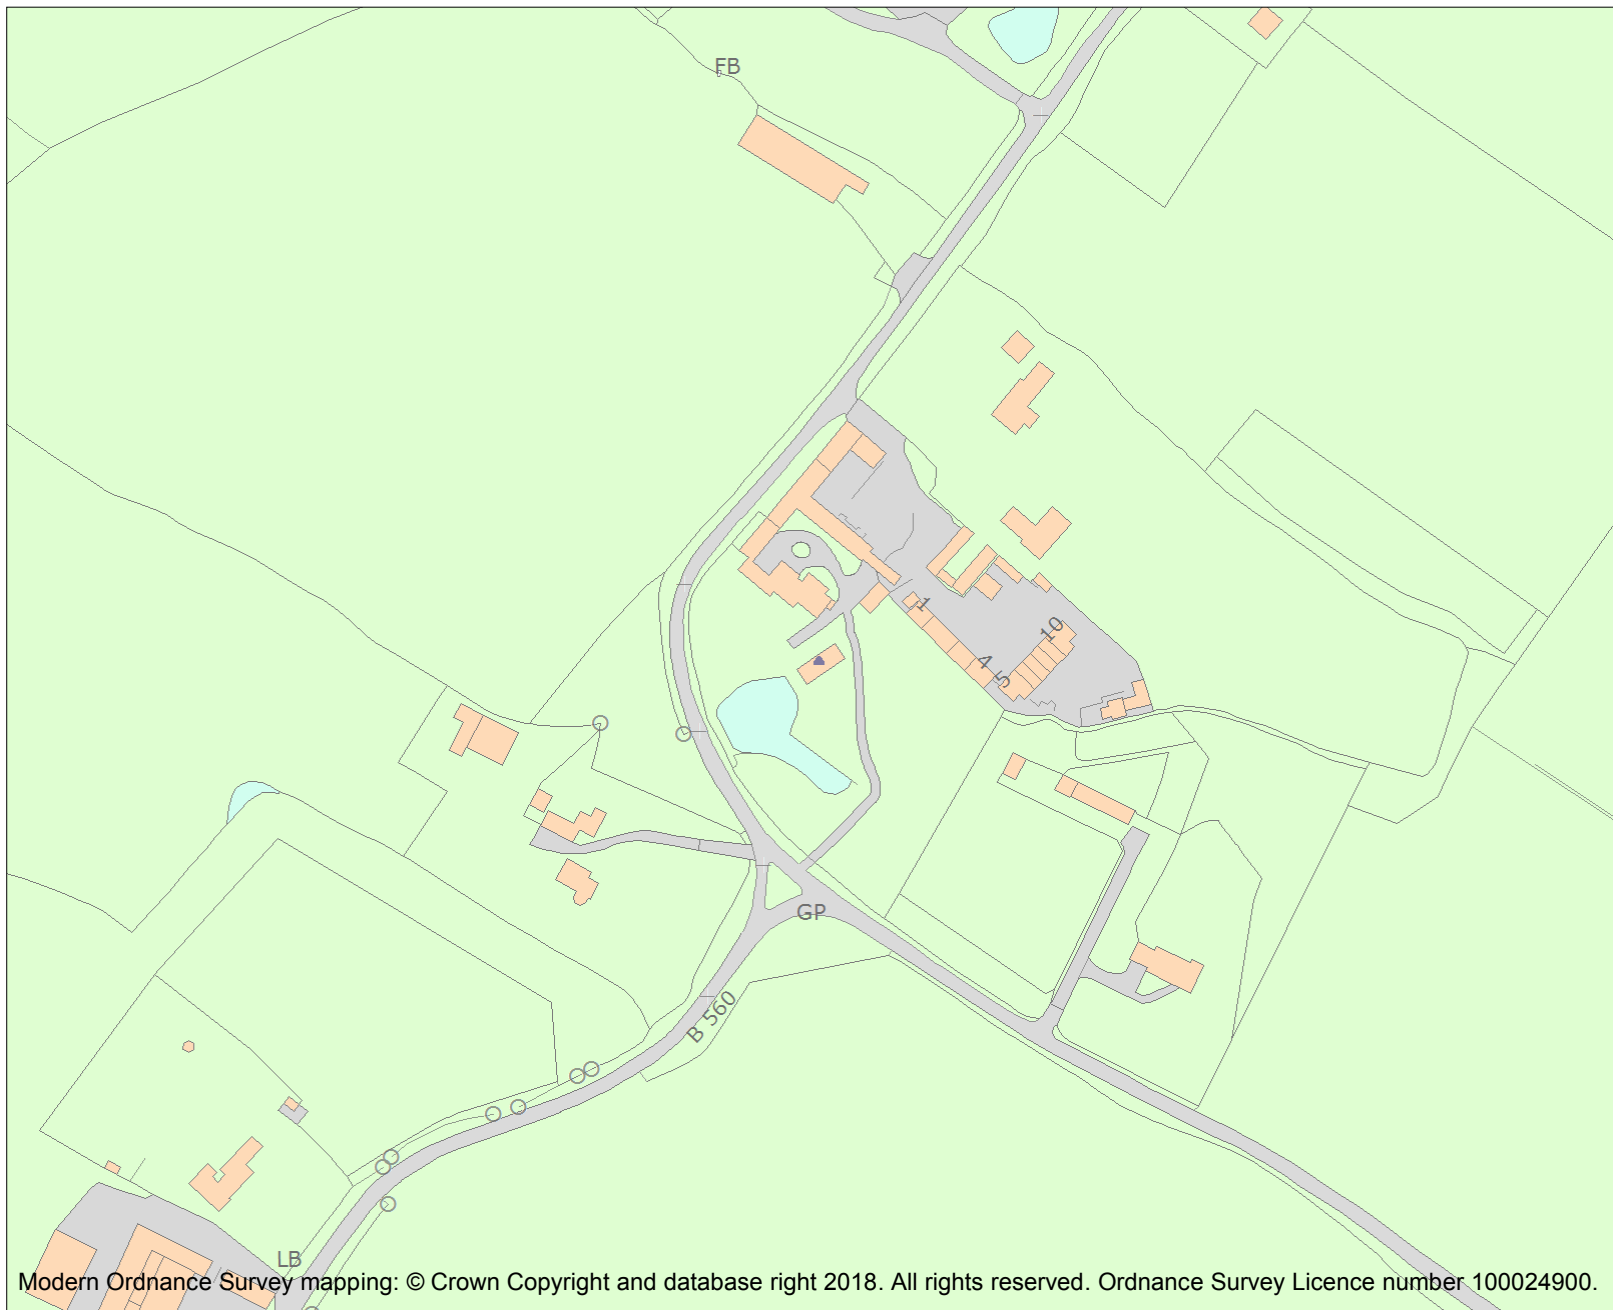 FB
1
10
4
5
GP
B 560
LB
Modern Ordnance Survey mapping: © Crown Copyright and database right 2018. All rights reserved. Ordnance Survey Licence number 100024900.